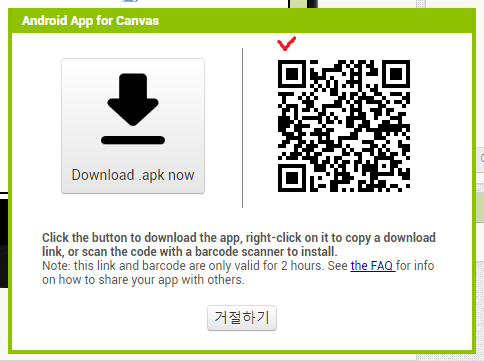 Android App for Canvas
Download .apk now
Click the button to download the app, right-click on it to copy a download
link, or scan the code with a barcode scanner to install.
Note: this link and barcode are only valid for 2 hours. See the FAQ for info
on how to share your app with others.
거절하기